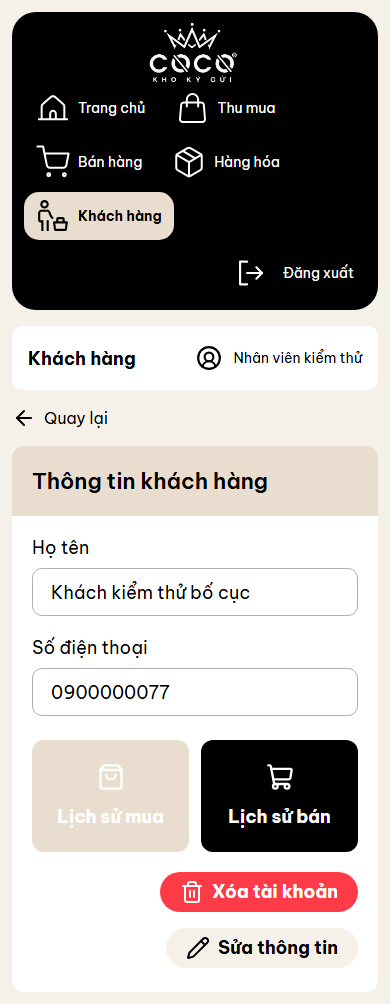 COCO®
KHO KÝ GỬI
Trang chủ
Thu mua
Bán hàng
Hàng hóa
Khách hàng
Đăng xuất
Khách hàng
Nhân viên kiểm thử
Quay lại
Thông tin khách hàng
Họ tên
Khách kiểm thử bố cục
Số điện thoại
0900000077
Lịch sử mua
Lịch sử bán
Xóa tài khoản
Sửa thông tin